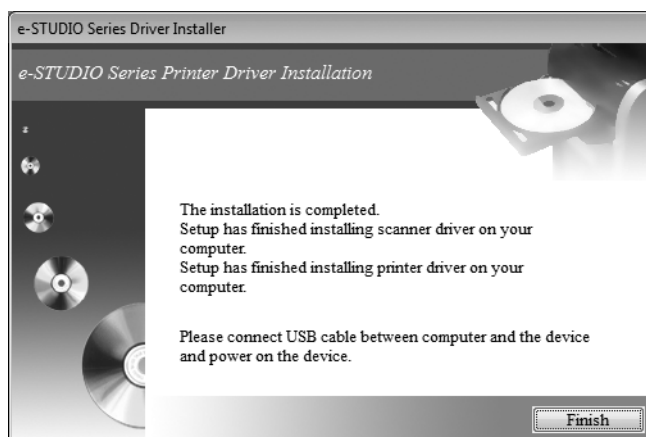 e-STUDIO Series Driver Installer
e-STUDIO Series Printer Driver Installation
The installation is completed.
Setup has finished installing scanner driver on your
computer.
Setup has finished installing printer driver on your
computer.
Please connect USB cable between computer and the device
and power on the device.
Finish